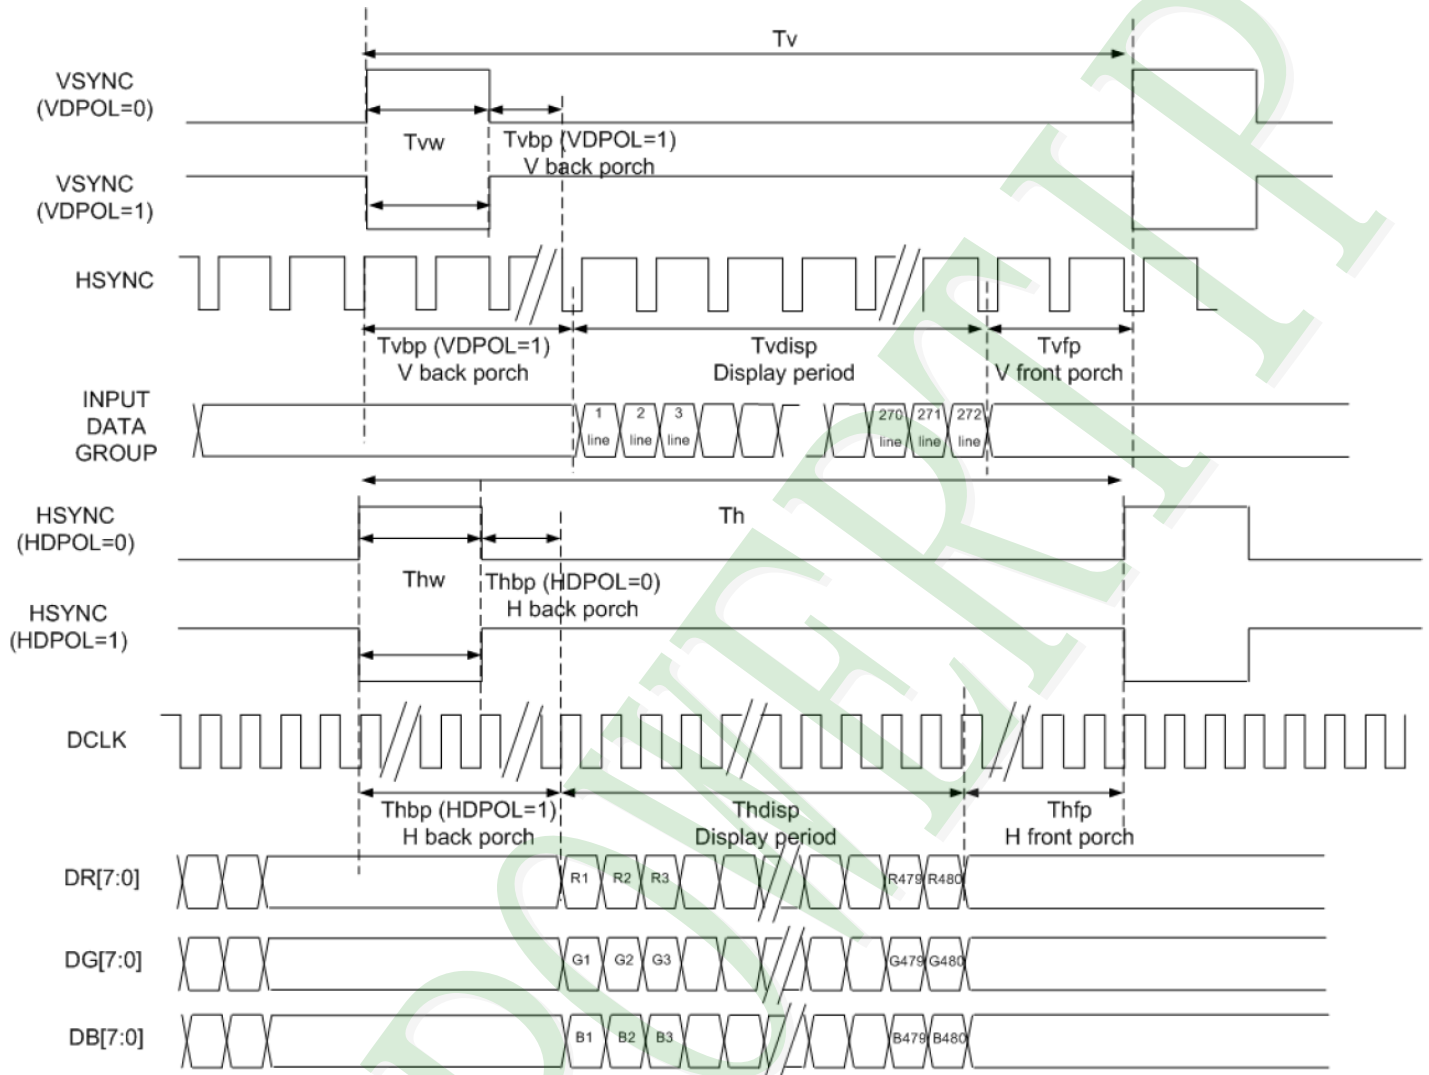 Tv
VSYNC
(VDPOL=0)
Tvw
Tvbp (VDPOL=1)
V back porch
VSYNC
(VDPOL=1)
HSYNC
Tvbp (VDPOL=1)
V back porch
Tvdisp
Display period
Tvfp
V front porch
INPUT
DATA
GROUP
1 line
2 line
3 line
270 line
271 line
272 line
HSYNC
(HDPOL=0)
Th
Thw
Thbp (HDPOL=0)
H back porch
HSYNC
(HDPOL=1)
DCLK
Thbp (HDPOL=1)
H back porch
Thdisp
Display period
Thfp
H front porch
DR[7:0]
R1 R2 R3 R479 R480
DG[7:0]
G1 G2 G3 G479 G480
DB[7:0]
B1 B2 B3 B479 B480
POWERTIP